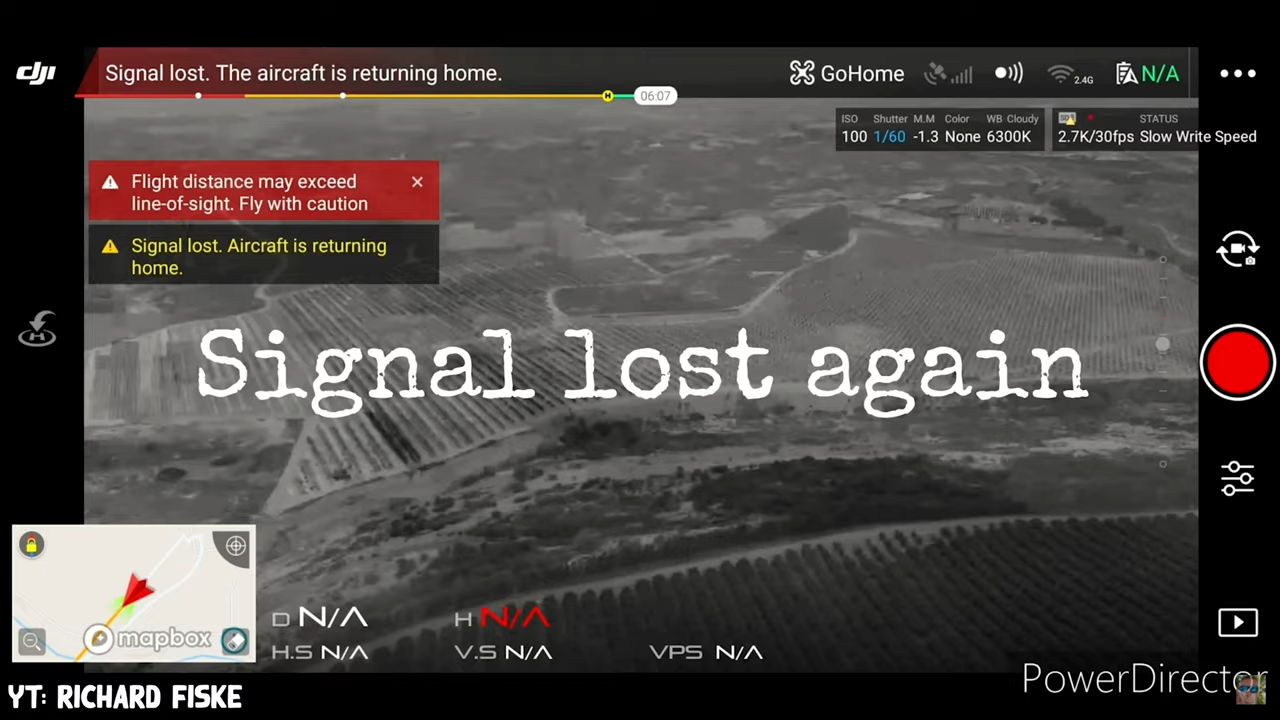 dji
Signal lost. The aircraft is returning home.
GoHome
2.4G
N/A
06:07
H
ISO Shutter M.M Color WB Cloudy
100 1/60 -1.3 None 6300K
STATUS
2.7K/30fps Slow Write Speed
Flight distance may exceed
line-of-sight. Fly with caution
Signal lost. Aircraft is returning
home.
H
Signal lost again
mapbox
D N/A H N/A
H.S N/A V.S N/A VPS N/A
PowerDirector
YT: RICHARD FISKE